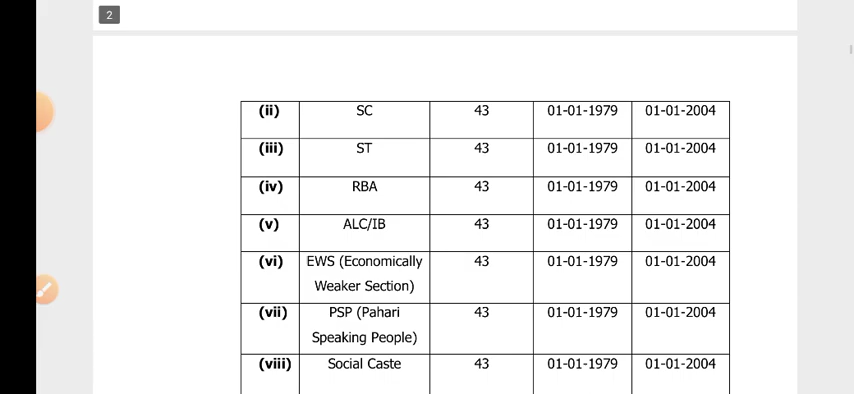 2
(ii) SC 43 01-01-1979 01-01-2004
(iii) ST 43 01-01-1979 01-01-2004
(iv) RBA 43 01-01-1979 01-01-2004
(v) ALC/IB 43 01-01-1979 01-01-2004
(vi) EWS (Economically 43 01-01-1979 01-01-2004
Weaker Section)
(vii) PSP (Pahari 43 01-01-1979 01-01-2004
Speaking People)
(viii) Social Caste 43 01-01-1979 01-01-2004